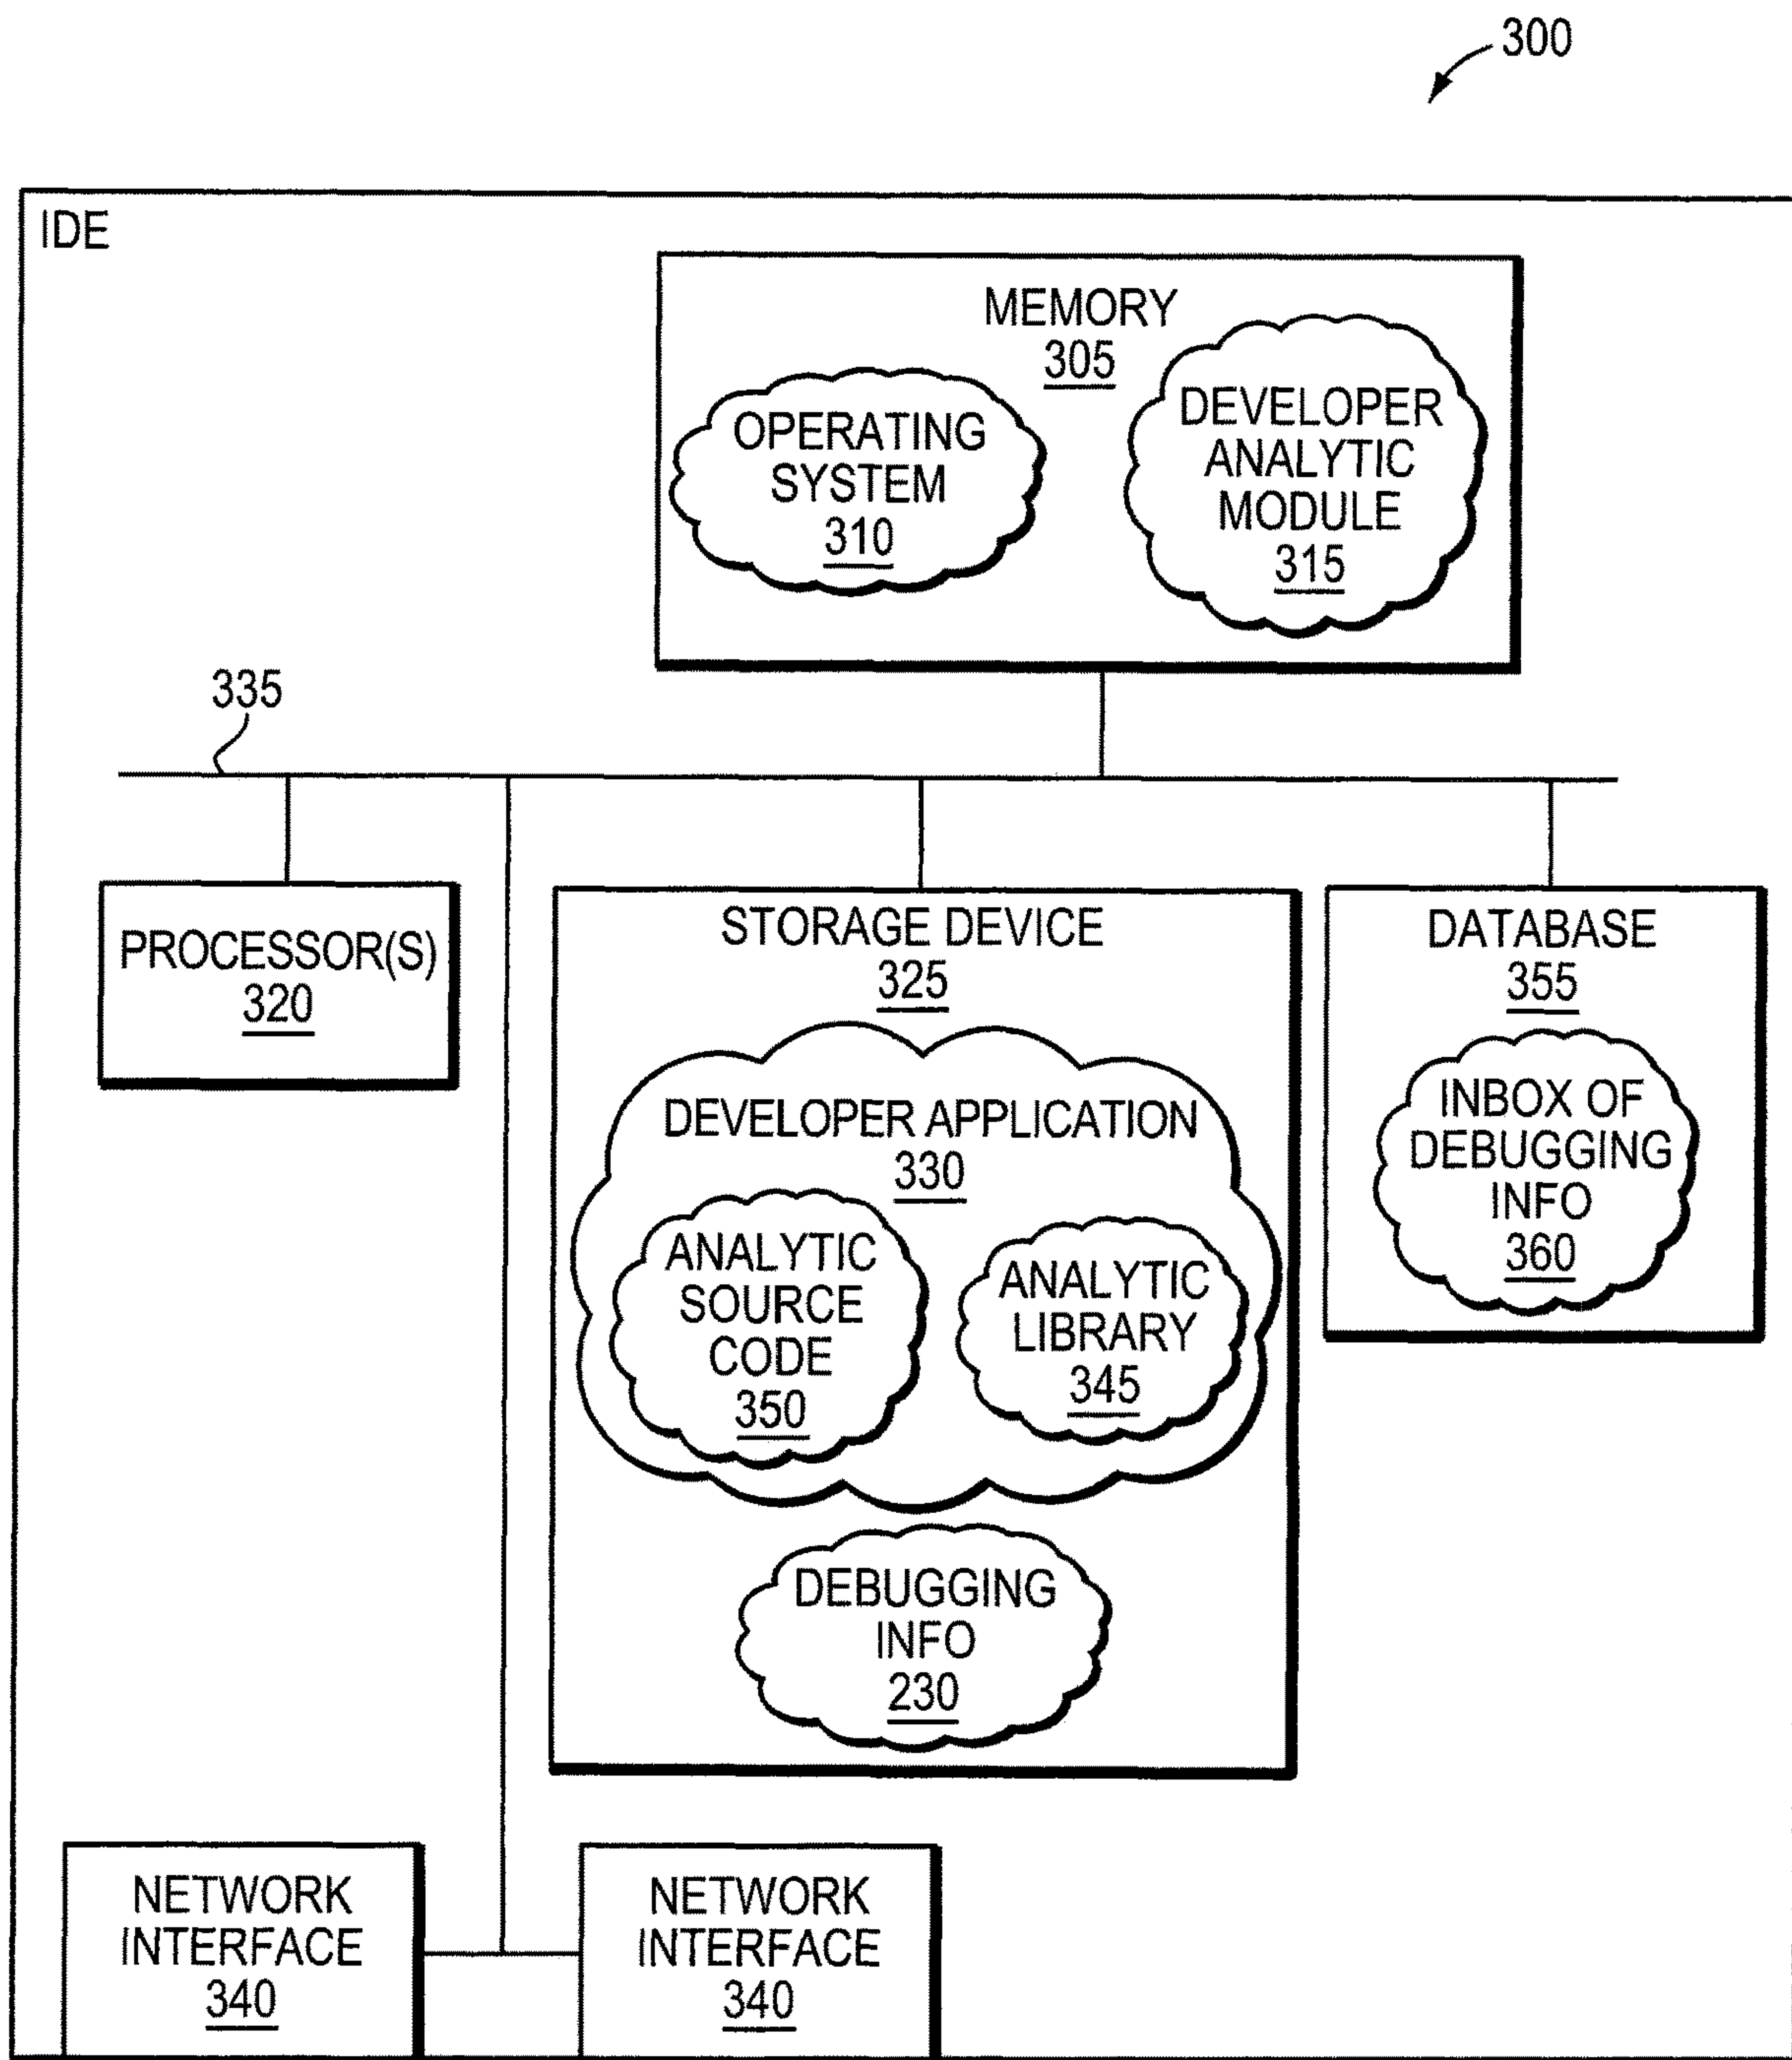 300
IDE
MEMORY
305
OPERATING
SYSTEM
310
DEVELOPER
ANALYTIC
MODULE
315
335
PROCESSOR(S)
320
STORAGE DEVICE
325
DEVELOPER APPLICATION
330
ANALYTIC
SOURCE
CODE
350
ANALYTIC
LIBRARY
345
DEBUGGING
INFO
230
DATABASE
355
INBOX OF
DEBUGGING
INFO
360
NETWORK
INTERFACE
340
NETWORK
INTERFACE
340